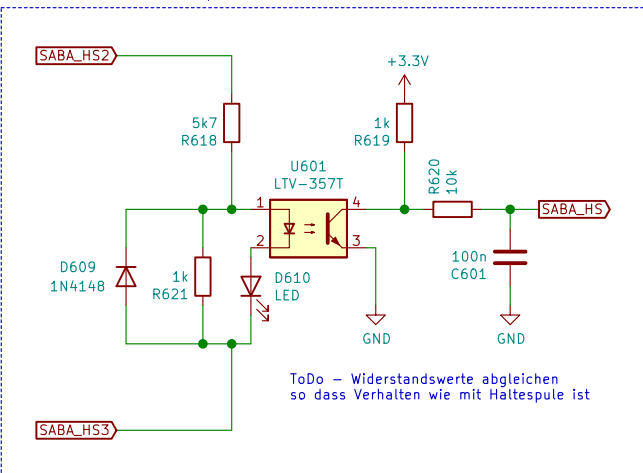 SABA_HS2
+3.3V
5k7
R618
1k
R619
U601
LTV-357T
R620
10k
1
4
SABA_HS
2
3
D609
1N4148
1k
R621
D610
LED
100n
C601
GND
GND
ToDo - Widerstandswerte abgleichen
so dass Verhalten wie mit Haltespule ist
SABA_HS3